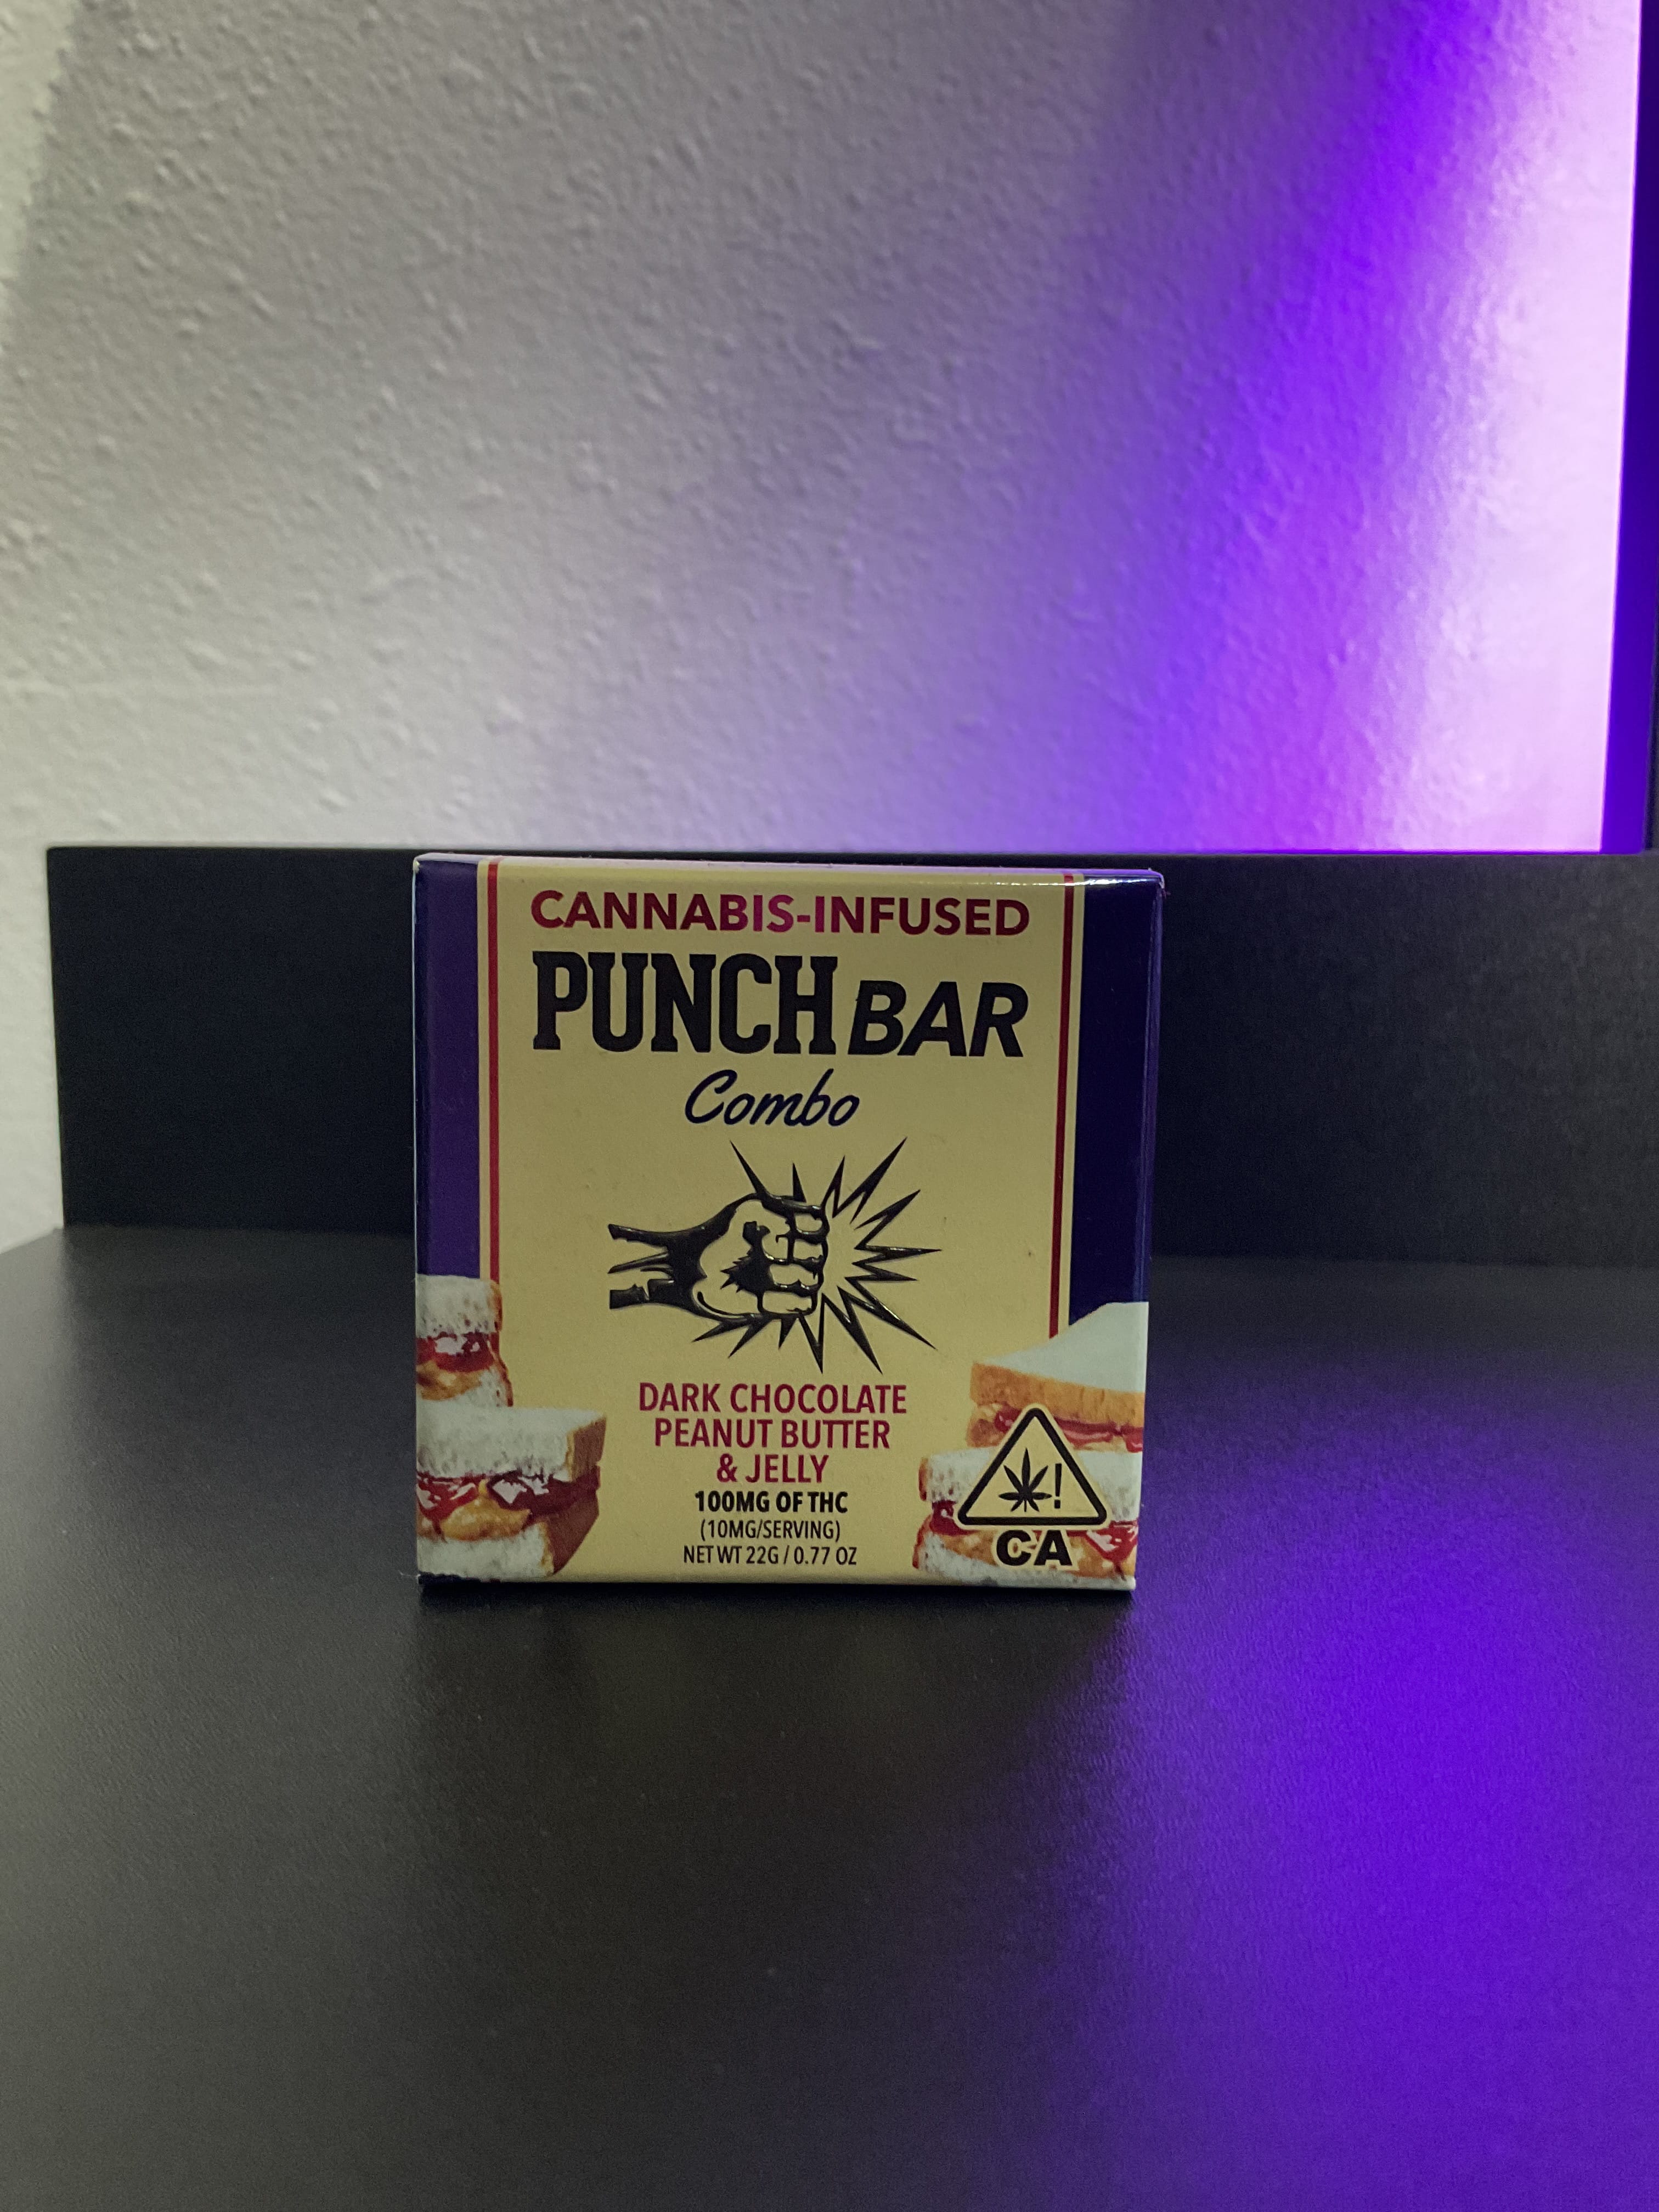 CANNABIS-INFUSED
PUNCH BAR
Combo
DARK CHOCOLATE
PEANUT BUTTER
& JELLY
100MG OF THC
(10MG/SERVING)
NET WT 22G / 0.77 OZ
!
CA